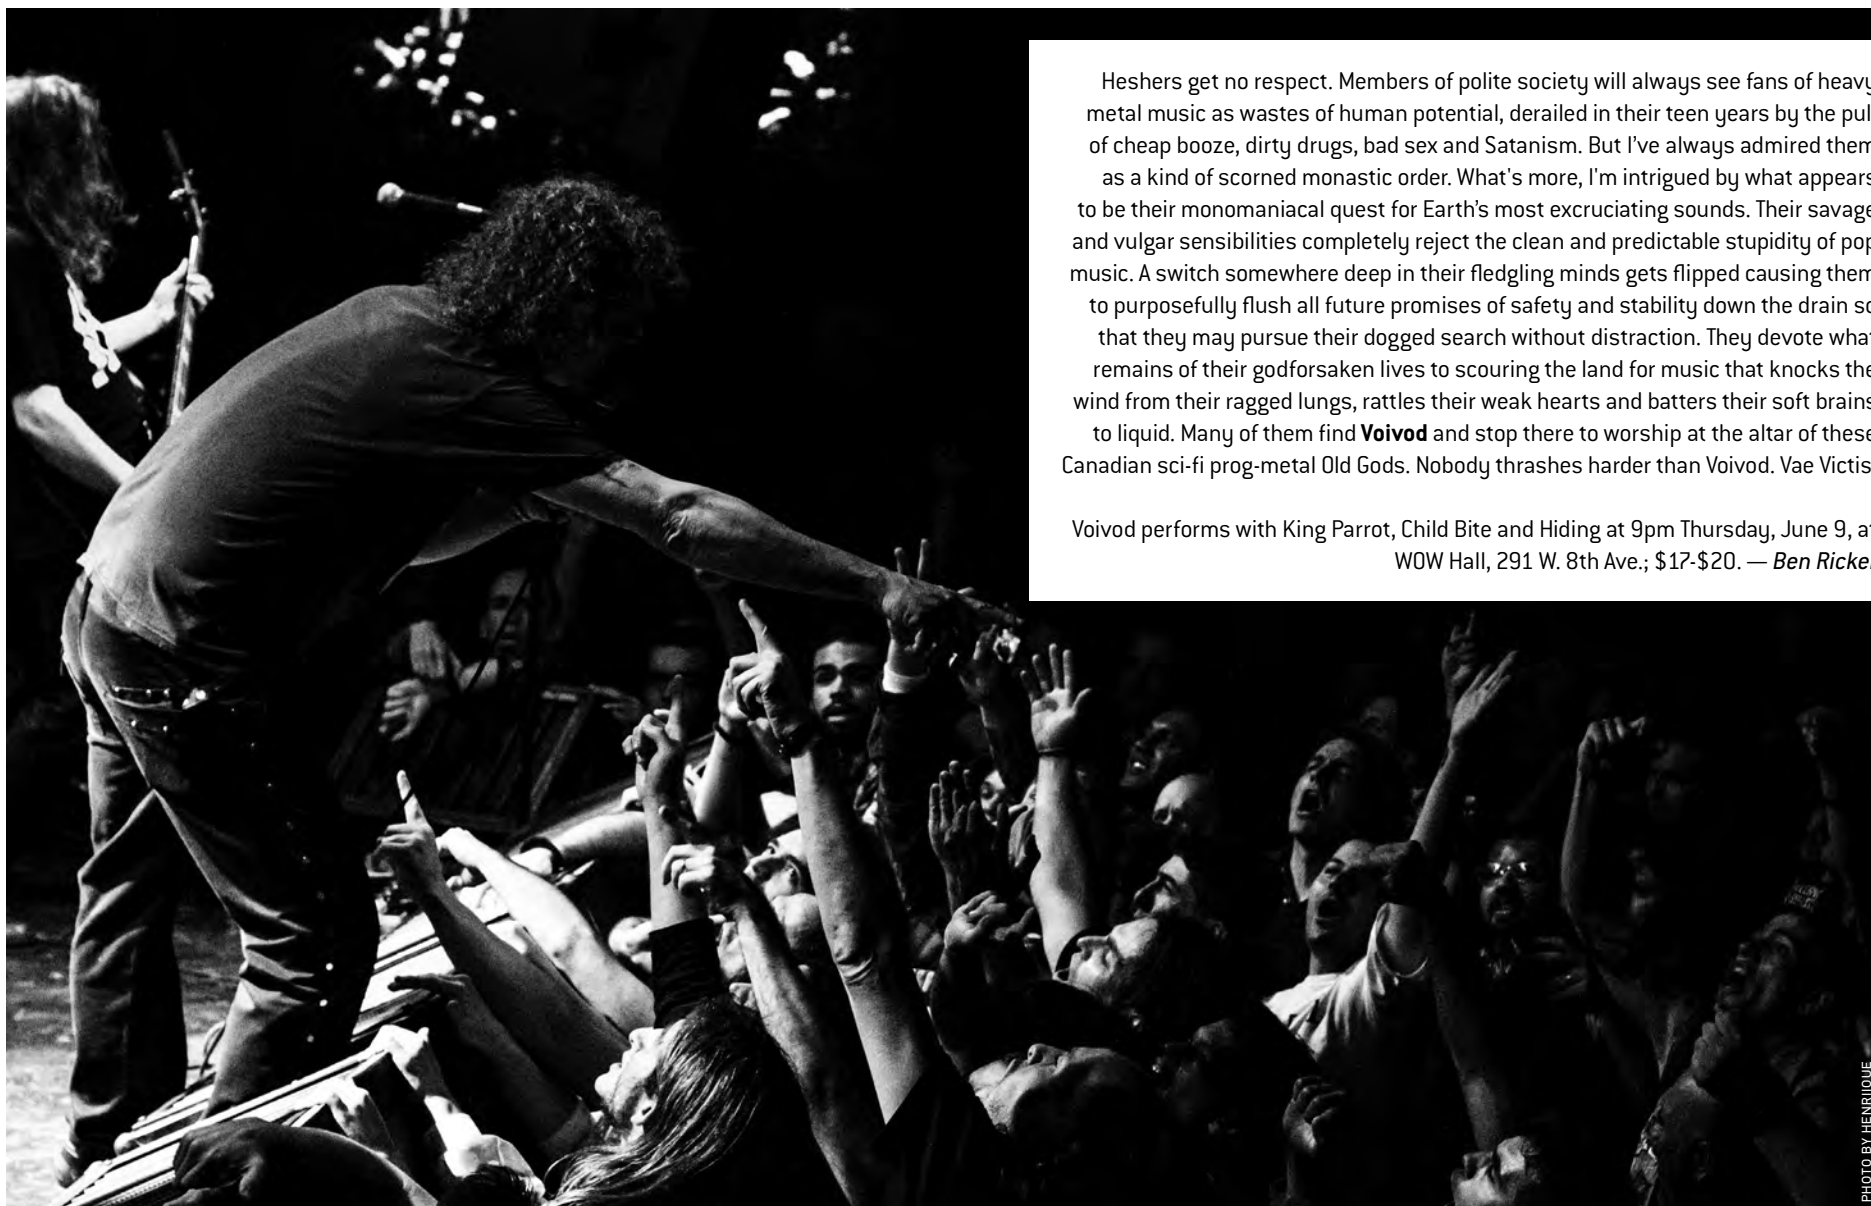 Heshers get no respect. Members of polite society will always see fans of heavy
metal music as wastes of human potential, derailed in their teen years by the pul
of cheap booze, dirty drugs, bad sex and Satanism. But I’ve always admired them
as a kind of scorned monastic order. What's more, I'm intrigued by what appears
to be their monomaniacal quest for Earth’s most excruciating sounds. Their savage
and vulgar sensibilities completely reject the clean and predictable stupidity of pop
music. A switch somewhere deep in their fledgling minds gets flipped causing them
to purposefully flush all future promises of safety and stability down the drain so
that they may pursue their dogged search without distraction. They devote what
remains of their godforsaken lives to scouring the land for music that knocks the
wind from their ragged lungs, rattles their weak hearts and batters their soft brains
to liquid. Many of them find Voivod and stop there to worship at the altar of these
Canadian sci-fi prog-metal Old Gods. Nobody thrashes harder than Voivod. Vae Victis
Voivod performs with King Parrot, Child Bite and Hiding at 9pm Thursday, June 9, at
WOW Hall, 291 W. 8th Ave.; $17-$20. — Ben Ricker
PHOTO BY HENRIQUE